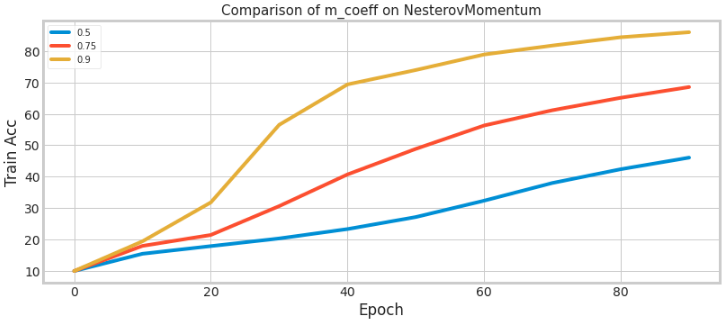 Comparison of m_coeff on NesterovMomentum
0.5
0.75
0.9
Train Acc
80
70
60
50
40
30
20
10
0 20 40 60 80
Epoch